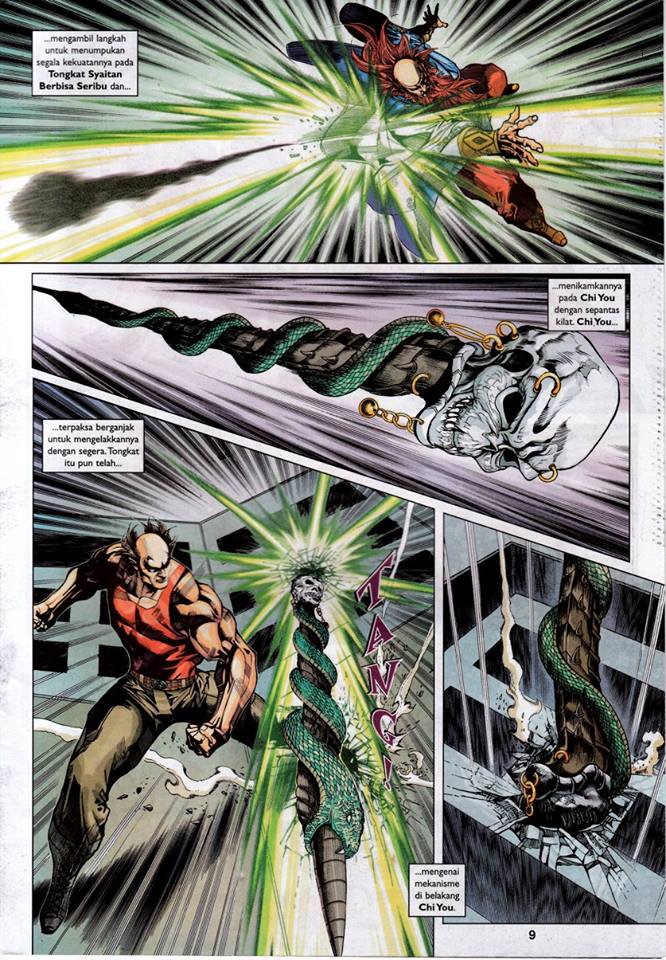 ...mengambil langkah
untuk menumpukan
segala kekuatannya pada
Tongkat Syaitan
Berbisa Seribu dan...
...menikamkannya
pada Chi You
dengan sepantas
kilat. Chi You...
...terpaksa berganjak
untuk mengelakkannya
dengan segera. Tongkat
itu pun telah...
TANG!
...mengenai
mekanisme
di belakang
Chi You.
9